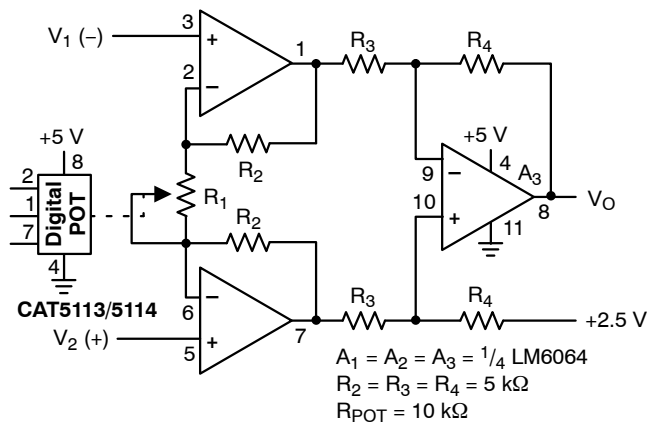 V1 (–)
3
+
2
–
1
R3
R4
R2
+5 V
8
2
1
7
4
Digital
POT
R1
R2
CAT5113/5114
V2 (+)
–
6
5
+
7
R3
R4
+5 V
4
A3
9
–
10
+
11
8
VO
+2.5 V
A1 = A2 = A3 = 1/4 LM6064
R2 = R3 = R4 = 5 kΩ
RPOT = 10 kΩ